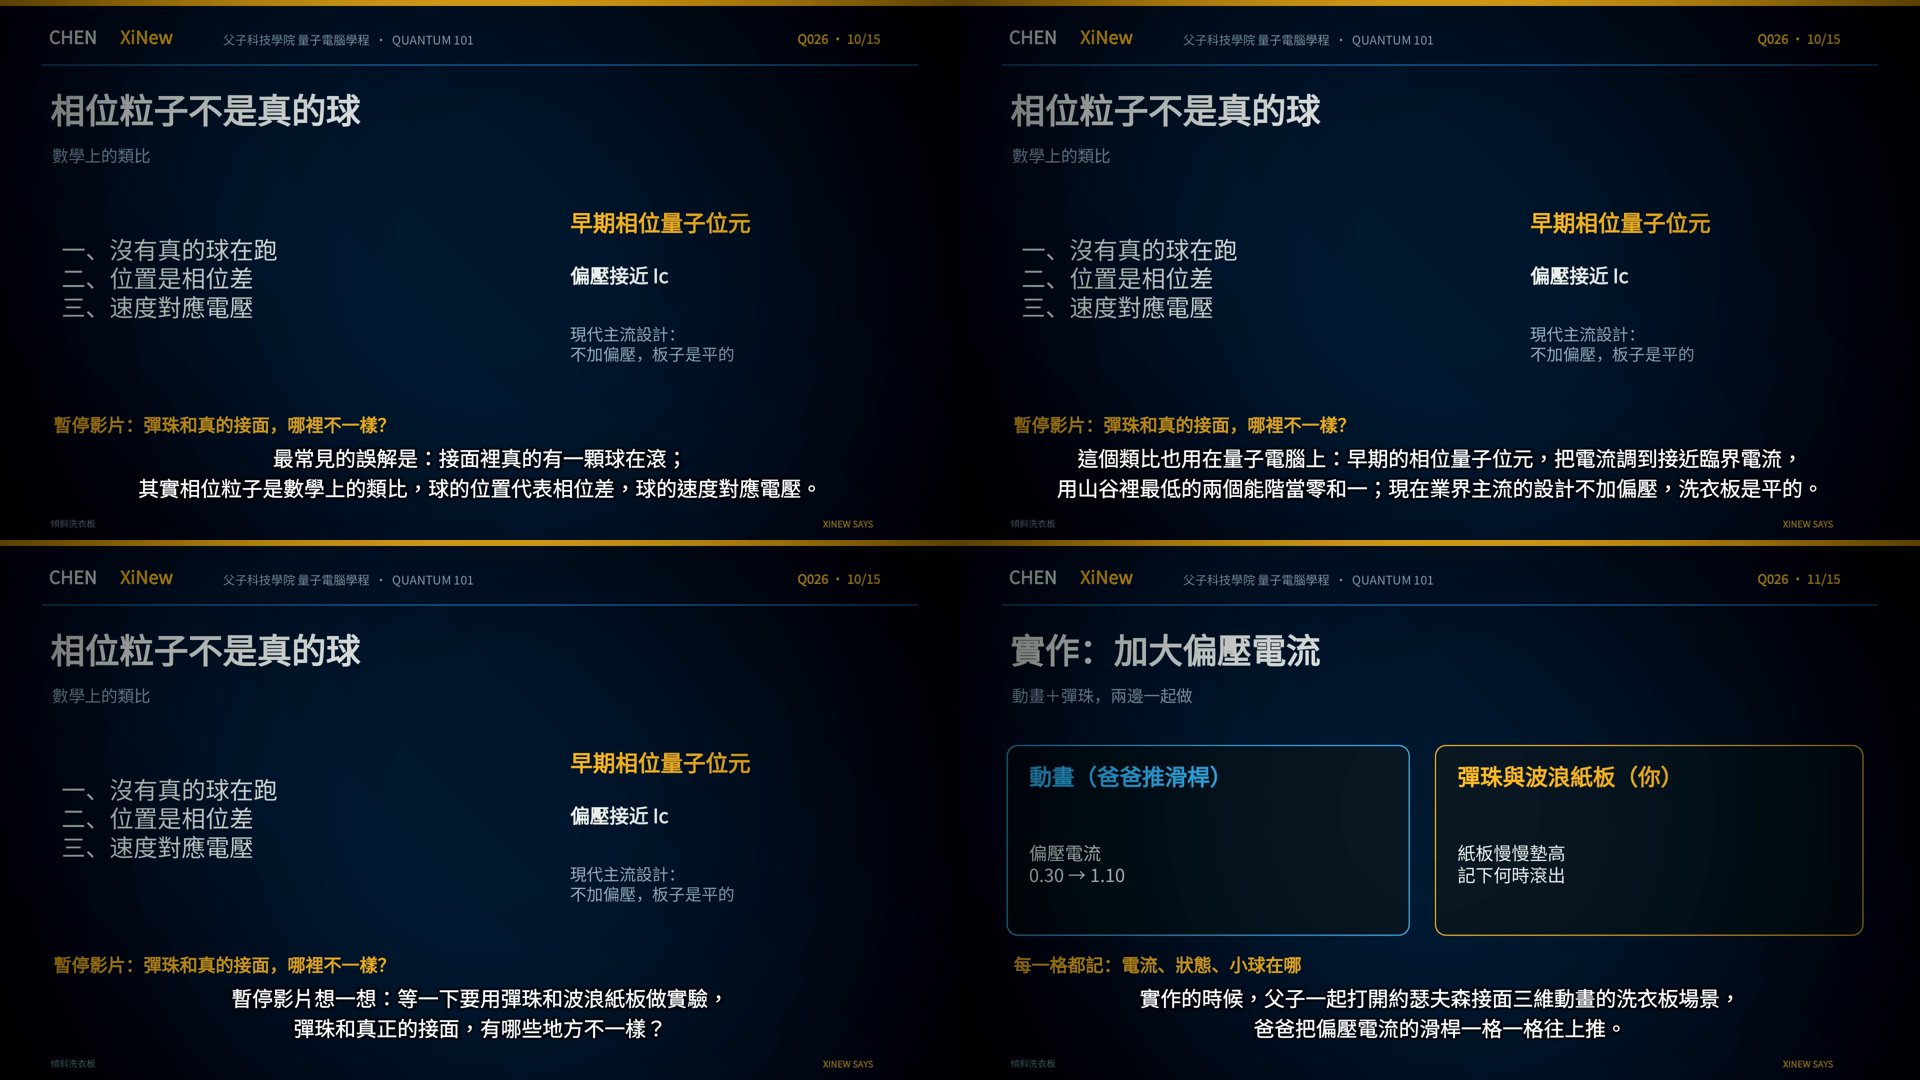 CHEN XiNew 父子科技學院 量子電腦學程 · QUANTUM 101 Q026 · 10/15
相位粒子不是真的球
數學上的類比
一、沒有真的球在跑
二、位置是相位差
三、速度對應電壓
早期相位量子位元
偏壓接近 Ic
現代主流設計：
不加偏壓，板子是平的
暫停影片：彈珠和真的接面，哪裡不一樣？
最常見的誤解是：接面裡真的有一顆球在滾；
其實相位粒子是數學上的類比，球的位置代表相位差，球的速度對應電壓。
傾斜洗衣板 XINEW SAYS
CHEN XiNew 父子科技學院 量子電腦學程 · QUANTUM 101 Q026 · 10/15
相位粒子不是真的球
數學上的類比
一、沒有真的球在跑
二、位置是相位差
三、速度對應電壓
早期相位量子位元
偏壓接近 Ic
現代主流設計：
不加偏壓，板子是平的
暫停影片：彈珠和真的接面，哪裡不一樣？
這個類比也用在量子電腦上：早期的相位量子位元，把電流調到接近臨界電流，
用山谷裡最低的兩個能階當零和一；現在業界主流的設計不加偏壓，洗衣板是平的。
傾斜洗衣板 XINEW SAYS
CHEN XiNew 父子科技學院 量子電腦學程 · QUANTUM 101 Q026 · 10/15
相位粒子不是真的球
數學上的類比
一、沒有真的球在跑
二、位置是相位差
三、速度對應電壓
早期相位量子位元
偏壓接近 Ic
現代主流設計：
不加偏壓，板子是平的
暫停影片：彈珠和真的接面，哪裡不一樣？
暫停影片想一想：等一下要用彈珠和波浪紙板做實驗，
彈珠和真正的接面，有哪些地方不一樣？
傾斜洗衣板 XINEW SAYS
CHEN XiNew 父子科技學院 量子電腦學程 · QUANTUM 101 Q026 · 11/15
實作：加大偏壓電流
動畫＋彈珠，兩邊一起做
動畫（爸爸推滑桿）
偏壓電流
0.30 → 1.10
彈珠與波浪紙板（你）
紙板慢慢墊高
記下何時滾出
每一格都記：電流、狀態、小球在哪
實作的時候，父子一起打開約瑟夫森接面三維動畫的洗衣板場景，
爸爸把偏壓電流的滑桿一格一格往上推。
傾斜洗衣板 XINEW SAYS